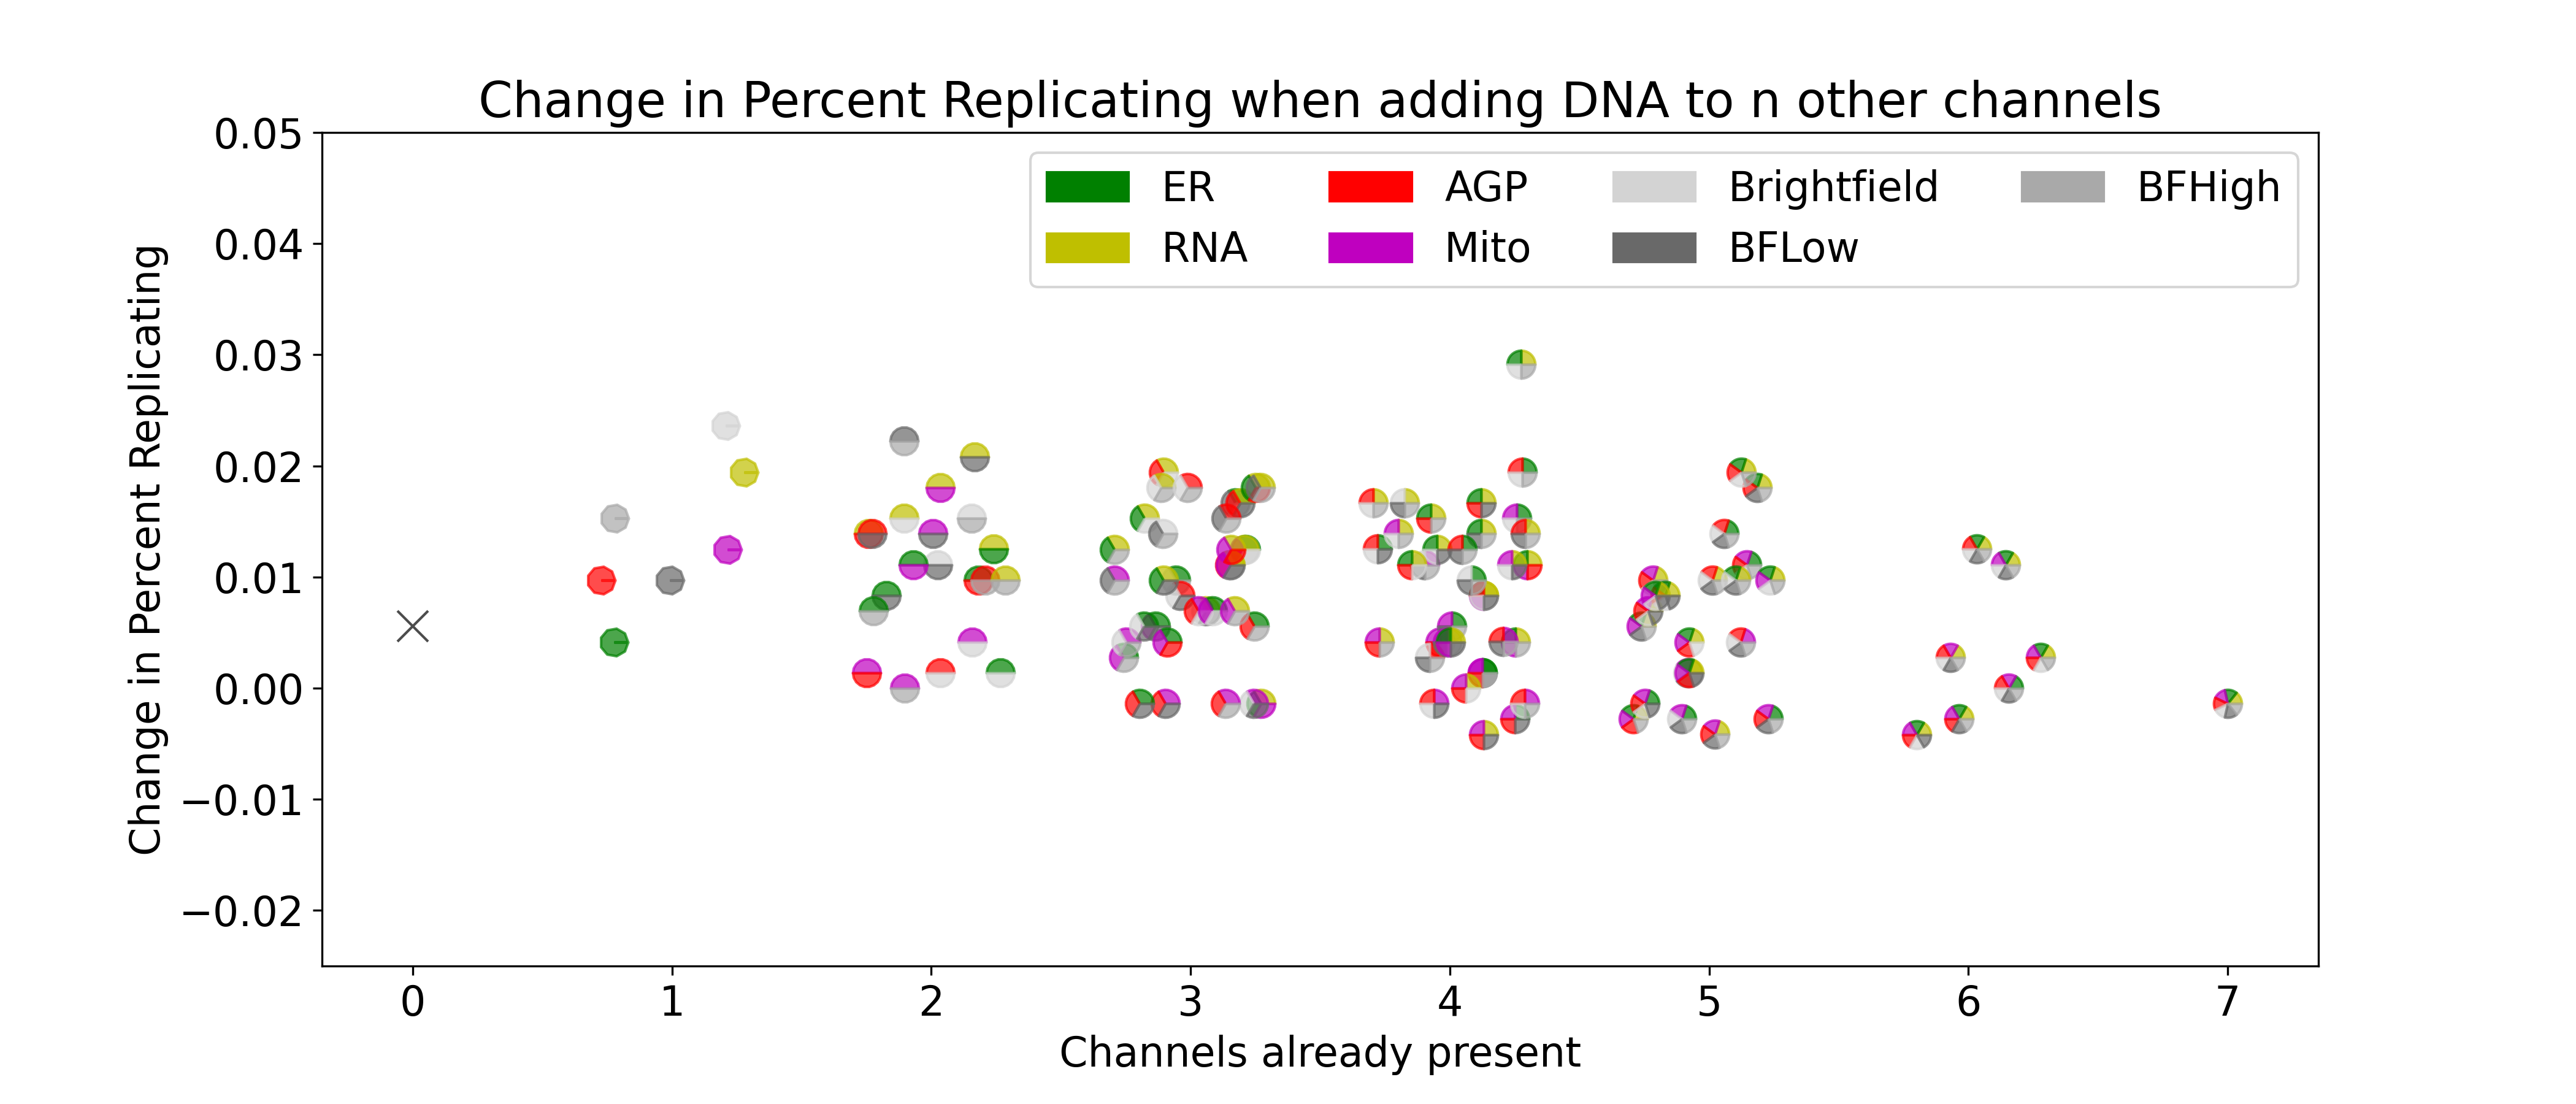 Change in Percent Replicating when adding DNA to n other channels
0.05
0.04
0.03
0.02
0.01
0.00
−0.01
−0.02
Change in Percent Replicating
ER
RNA
AGP
Mito
Brightfield
BFLow
BFHigh
0 1 2 3 4 5 6 7
Channels already present